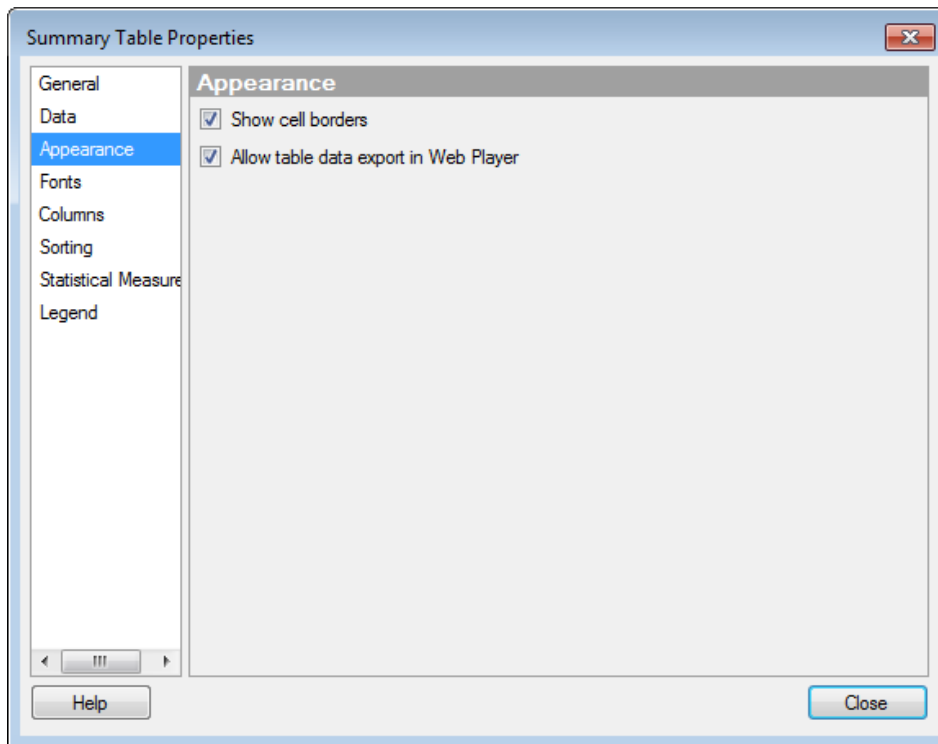 Summary Table Properties
General
Data
Appearance
Fonts
Columns
Sorting
Statistical Measure
Legend
Appearance
Show cell borders
Allow table data export in Web Player
Help
Close